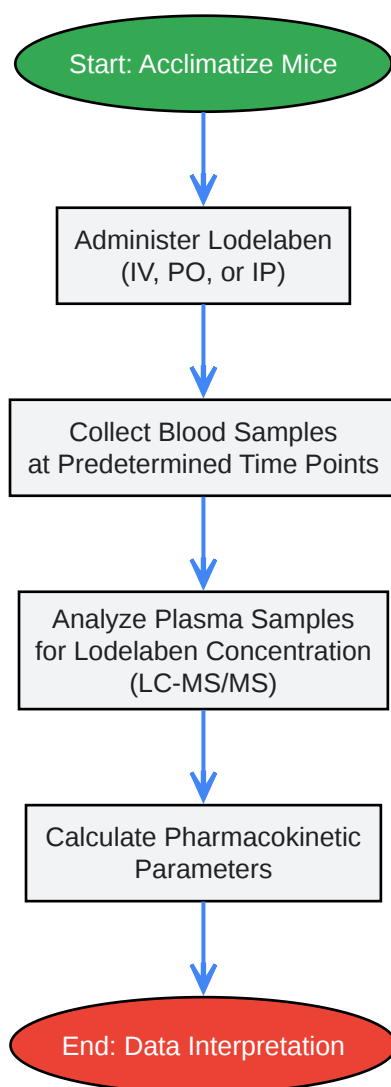 Start: Acclimatize Mice
Administer Lodelaben
(IV, PO, or IP)
Collect Blood Samples
at Predetermined Time Points
Analyze Plasma Samples
for Lodelaben Concentration
(LC-MS/MS)
Calculate Pharmacokinetic
Parameters
End: Data Interpretation